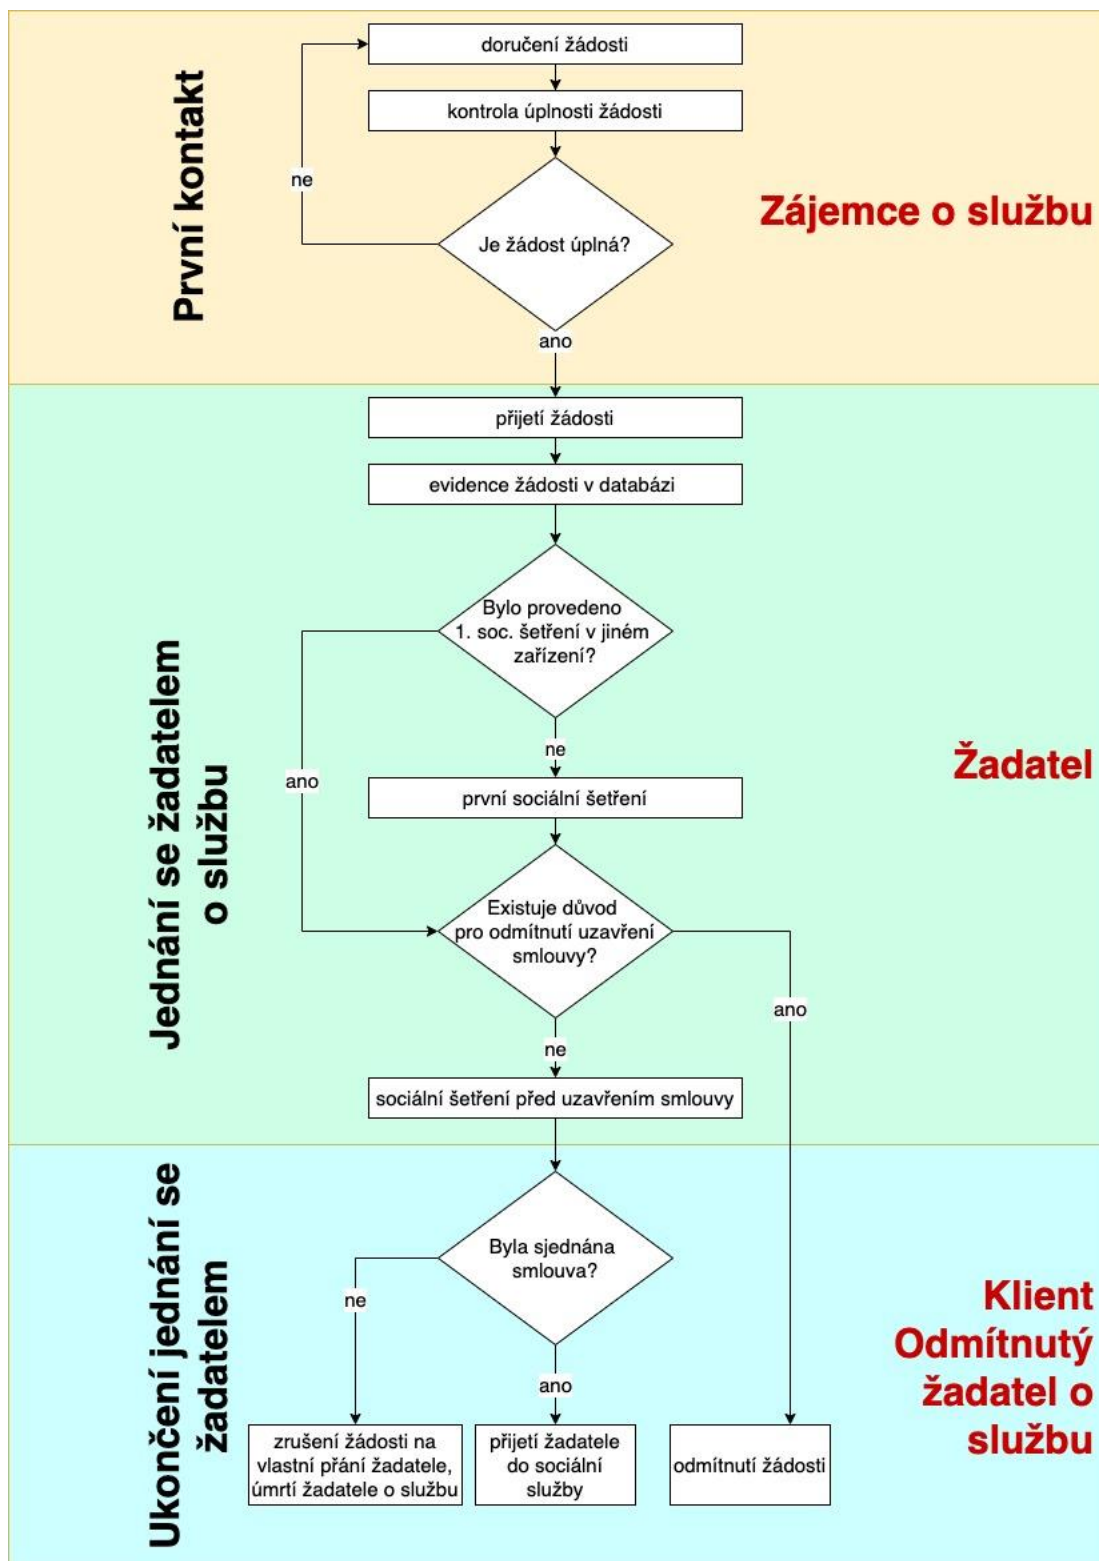 První kontakt
doručení žádosti
kontrola úplnosti žádosti
ne
Je žádost úplná?
ano
Zájemce o službu
Jednání se žadatelem
o službu
přijetí žádosti
evidence žádosti v databázi
Bylo provedeno
1. soc. šetření v jiném
zařízení?
ano
ne
první sociální šetření
Existuje důvod
pro odmítnutí uzavření
smlouvy?
ano
ne
sociální šetření před uzavřením smlouvy
Žadatel
Ukončení jednání se
žadatelem
Byla sjednána
smlouva?
ne
ano
zrušení žádosti na
vlastní přání žadatele,
úmrtí žadatele o službu
přijetí žadatele
do sociální
služby
odmítnutí žádosti
Klient
Odmítnutý
žadatel o
službu